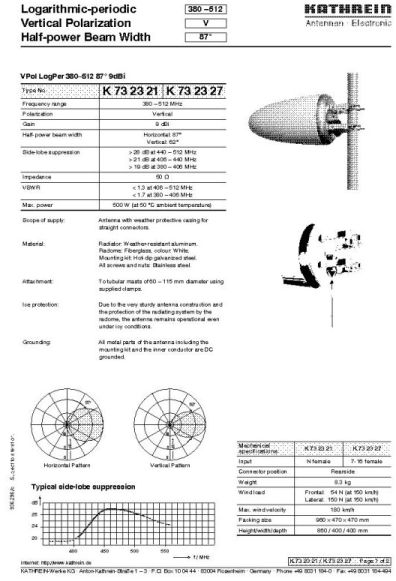 Logarithmic-periodic
Vertical Polarization
Half-power Beam Width
380 –512
V
87°
KATHREIN
Antennen · Electronic
VPol LogPer 380–512 87° 9dBi
Type No. K 73 23 21 K 73 23 27
Frequency range 380 – 512 MHz
Polarization Vertical
Gain 9 dBi
Half-power beam width Horizontal: 87°
Vertical: 62°
Side-lobe suppression > 28 dB at 440 – 512 MHz
> 21 dB at 406 – 440 MHz
> 19 dB at 380 – 406 MHz
Impedance 50 Ω
VSWR < 1.3 at 406 – 512 MHz
< 1.7 at 380 – 406 MHz
Max. power 500 W (at 50 °C ambient temperature)
Scope of supply: Antenna with weather protective casing for
straight connectors.
Material: Radiator: Weather-resistant aluminum.
Radome: Fiberglass, colour: White.
Mounting kit: Hot-dip galvanized steel.
All screws and nuts: Stainless steel.
Attachment: To tubular masts of 60 – 115 mm diameter using
supplied clamps.
Ice protection: Due to the very sturdy antenna construction and
the protection of the radiating system by the
radome, the antenna remains operational even
under icy conditions.
Grounding: All metal parts of the antenna including the
mounting kit and the inner conductor are DC
grounded.
Horizontal Pattern
Vertical Pattern
Typical side-lobe suppression
dB
28
24
20
400 450 500 550
f / MHz
Mechanical
specifications K 73 23 21 K 73 23 27
Input N female 7-16 female
Connector position Rearside
Weight 8.3 kg
Wind load Frontal: 54 N (at 150 km/h)
Lateral: 150 N (at 150 km/h)
Max. wind velocity 180 km/h
Packing size 960 × 470 × 470 mm
Height/width/depth 850 / 400 / 400 mm
Internet: http://www.kathrein.de
K 73 23 21 / K 73 23 27 Page 1 of 2
KATHREIN-Werke KG · Anton-Kathrein-Straße 1 – 3 · P.O. Box 10 04 44 · 83004 Rosenheim · Germany · Phone +49 8031 184-0 · Fax +49 8031 184-494